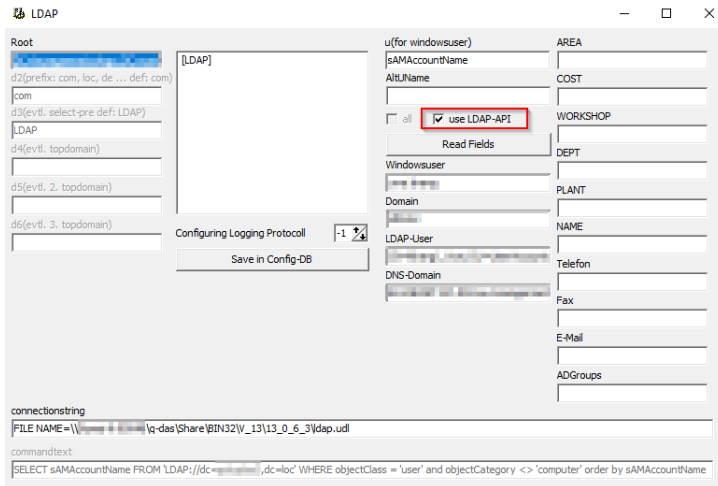 LDAP
Root
d2(prefix: com, loc, de ... def: com)
com
d3(evtl. select-pre def: LDAP)
LDAP
d4(evtl. topdomain)
d5(evtl. 2. topdomain)
d6(evtl. 3. topdomain)
[LDAP]
Configuring Logging Protocoll
-1
Save in Config-DB
u(for windowsuser)
sAMAccountName
AltUName
all
use LDAP-API
Read Fields
Windowsuser
Domain
LDAP-User
DNS-Domain
AREA
COST
WORKSHOP
DEPT
PLANT
NAME
Telefon
Fax
E-Mail
ADGroups
connectionstring
FILE NAME=\\ \q-das\Share\BIN32\V_13\13_0_6_3\ldap.udl
commandtext
SELECT sAMAccountName FROM 'LDAP://dc= ,dc=loc' WHERE objectClass = 'user' and objectCategory <> 'computer' order by sAMAccountName